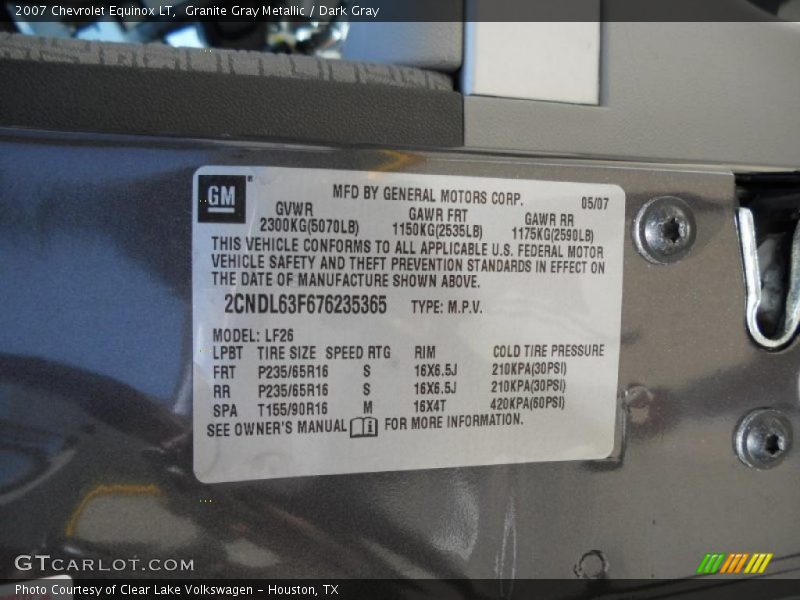 2007 Chevrolet Equinox LT,  Granite Gray Metallic / Dark Gray
GM
MFD BY GENERAL MOTORS CORP. 05/07
GVWR GAWR FRT GAWR RR
2300KG(5070LB) 1150KG(2535LB) 1175KG(2590LB)
THIS VEHICLE CONFORMS TO ALL APPLICABLE U.S. FEDERAL MOTOR
VEHICLE SAFETY AND THEFT PREVENTION STANDARDS IN EFFECT ON
THE DATE OF MANUFACTURE SHOWN ABOVE.
2CNDL63F676235365 TYPE: M.P.V.
MODEL: LF26
LPBT TIRE SIZE SPEED RTG RIM COLD TIRE PRESSURE
FRT P235/65R16 S 16X6.5J 210KPA(30PSI)
RR P235/65R16 S 16X6.5J 210KPA(30PSI)
SPA T155/90R16 M 16X4T 420KPA(60PSI)
SEE OWNER'S MANUAL i FOR MORE INFORMATION.
GTCARLOT.COM
Photo Courtesy of Clear Lake Volkswagen - Houston, TX